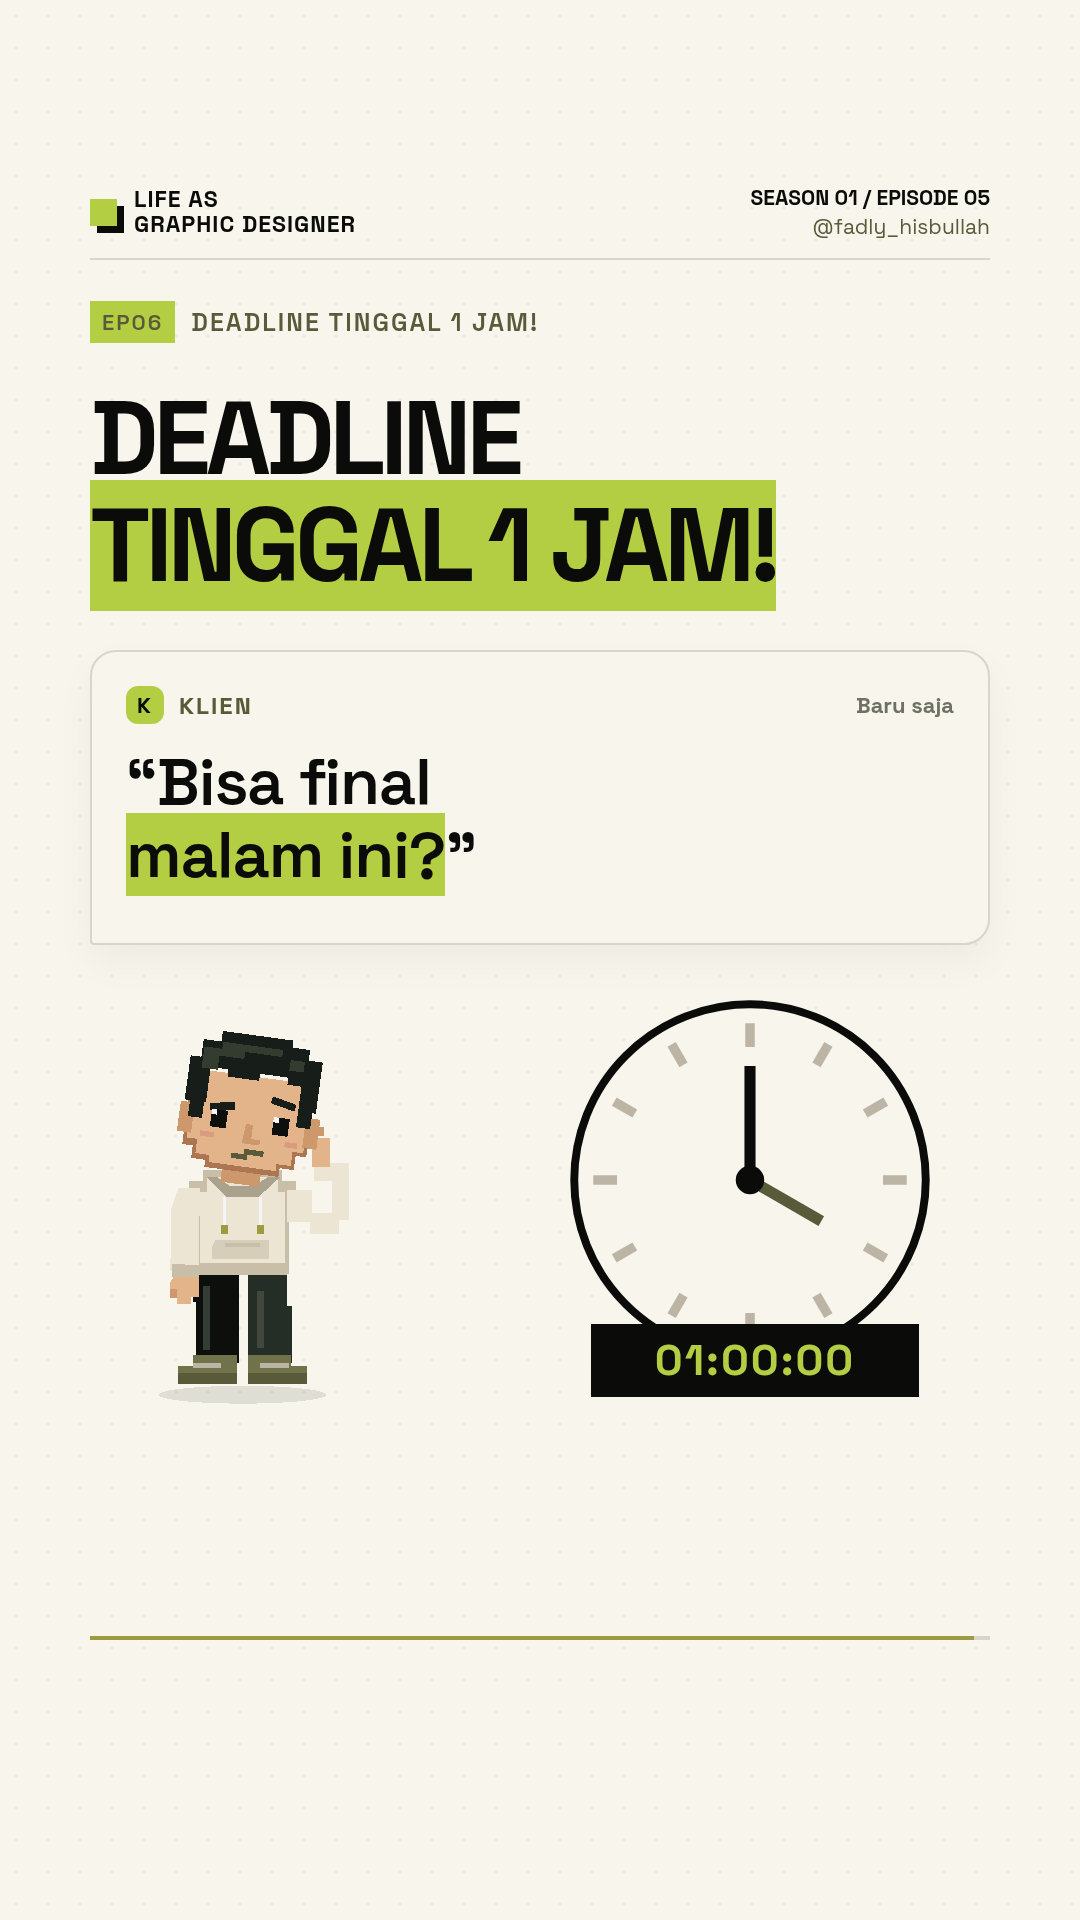 LIFE AS
GRAPHIC DESIGNER
SEASON 01 / EPISODE 05
@fadly_hisbullah
EP06
DEADLINE TINGGAL 1 JAM!
DEADLINE
TINGGAL 1 JAM!
K
KLIEN
Baru saja
“Bisa final
malam ini?”
01:00:00